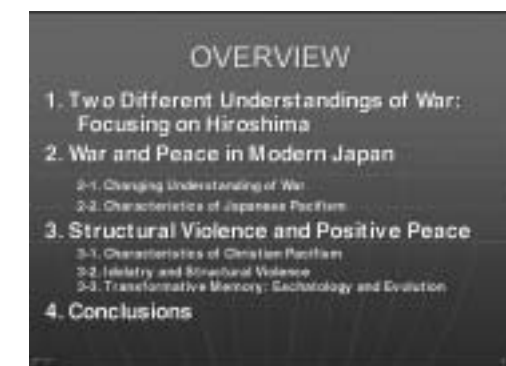 OVERVIEW
1. Two Different Understandings of War:
Focusing on Hiroshima
2. War and Peace in Modern Japan
2-1. Changing Understanding of War
2-2. Characteristics of Japanese Pacifism
3. Structural Violence and Positive Peace
3-1. Characteristics of Christian Pacifism
3-2. Idolatry and Structural Violence
3-3. Transformative Memory: Eschatology and Evolution
4. Conclusions